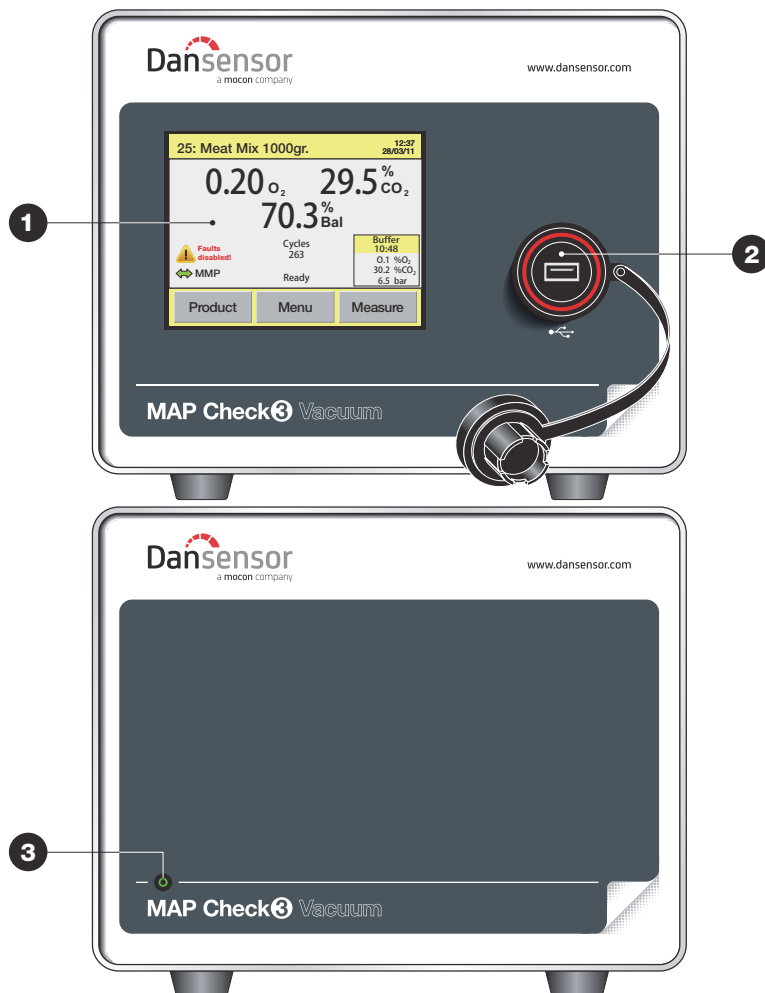 Dansensor
a mocon company
www.dansensor.com
25: Meat Mix 1000gr.
12:37
28/03/11
0.20 O₂
29.5 % CO₂
70.3 % Bal
1
2
Faults
disabled!
MMP
Cycles
263
Ready
Buffer
10:48
0.1 %O₂
30.2 %CO₂
6.5 bar
Product Menu Measure
MAP Check3 Vacuum
Dansensor
a mocon company
www.dansensor.com
3
MAP Check3 Vacuum